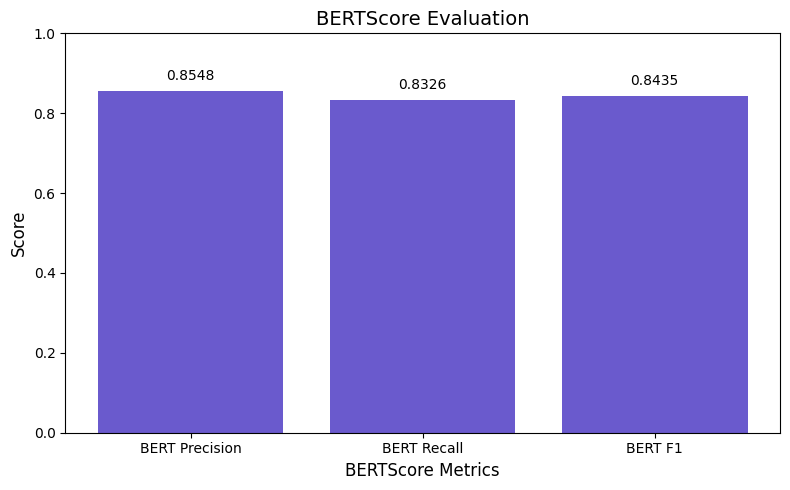 BERTScore Evaluation
1.0
0.8
0.6
0.4
0.2
0.0
Score
0.8548
0.8326
0.8435
BERT Precision
BERT Recall
BERT F1
BERTScore Metrics